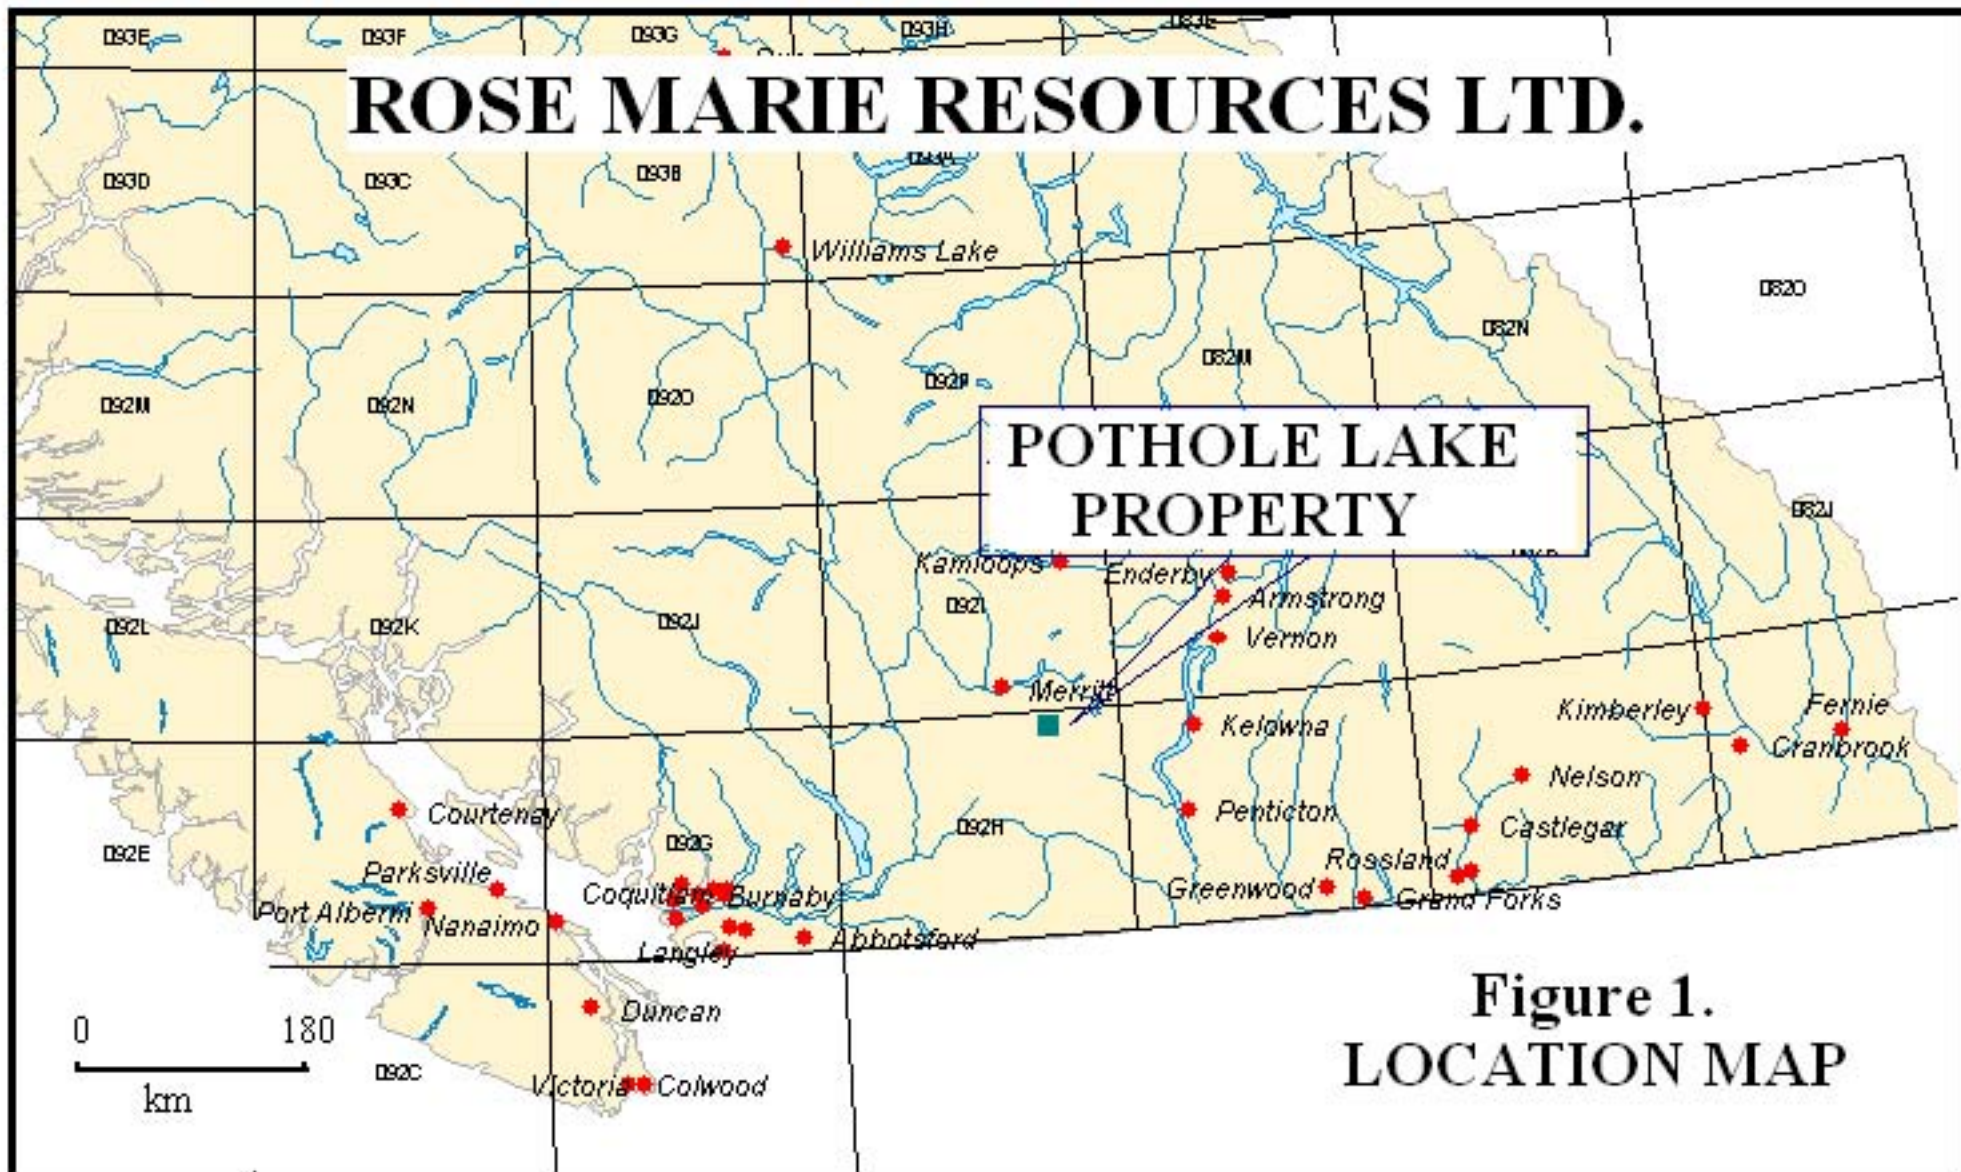 093E
093F
093G
093H
ROSE MARIE RESOURCES LTD.
093D
093C
093B
093A
Williams Lake
082O
082N
082M
092M
092N
092O
092P
POTHOLE LAKE
PROPERTY
082J
Kamloops
Enderby
Armstrong
092L
092K
092J
092I
Vernon
Merritt
Kimberley
Fernie
Kelowna
Cranbrook
Nelson
Courtenay
Penticton
Castlegar
092E
092G
092H
Parksville
Rossland
Coquitlam
Burnaby
Greenwood
Grand Forks
Port Alberni
Nanaimo
Langley
Abbotsford
Duncan
Figure 1.
LOCATION MAP
0 180
km
092C
Victoria
Colwood